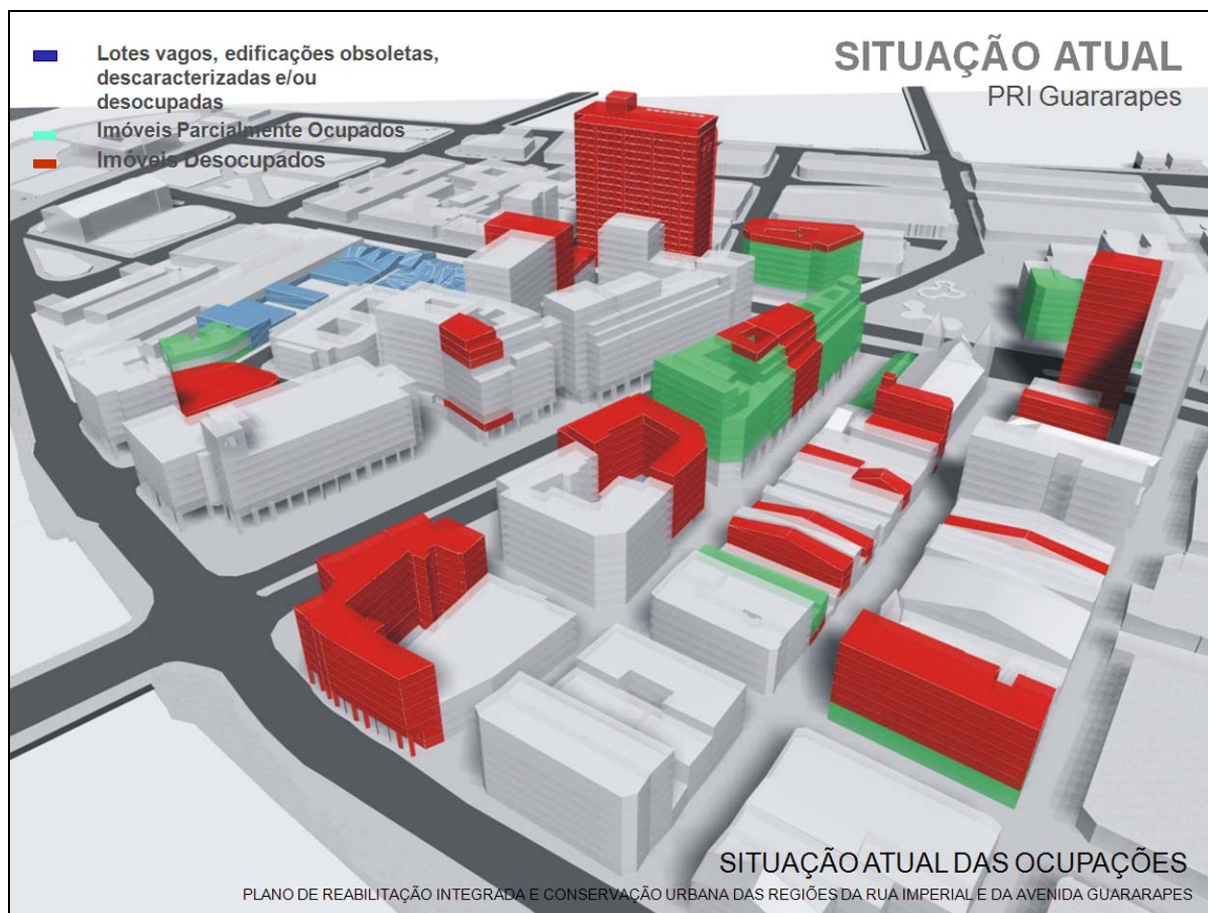 Lotes vagos, edificações obsoletas,
descaracterizadas e/ou
desocupadas
Imóveis Parcialmente Ocupados
Imóveis Desocupados
SITUAÇÃO ATUAL
PRI Guararapes
SITUAÇÃO ATUAL DAS OCUPAÇÕES
PLANO DE REABILITAÇÃO INTEGRADA E CONSERVAÇÃO URBANA DAS REGIÕES DA RUA IMPERIAL E DA AVENIDA GUARARAPES